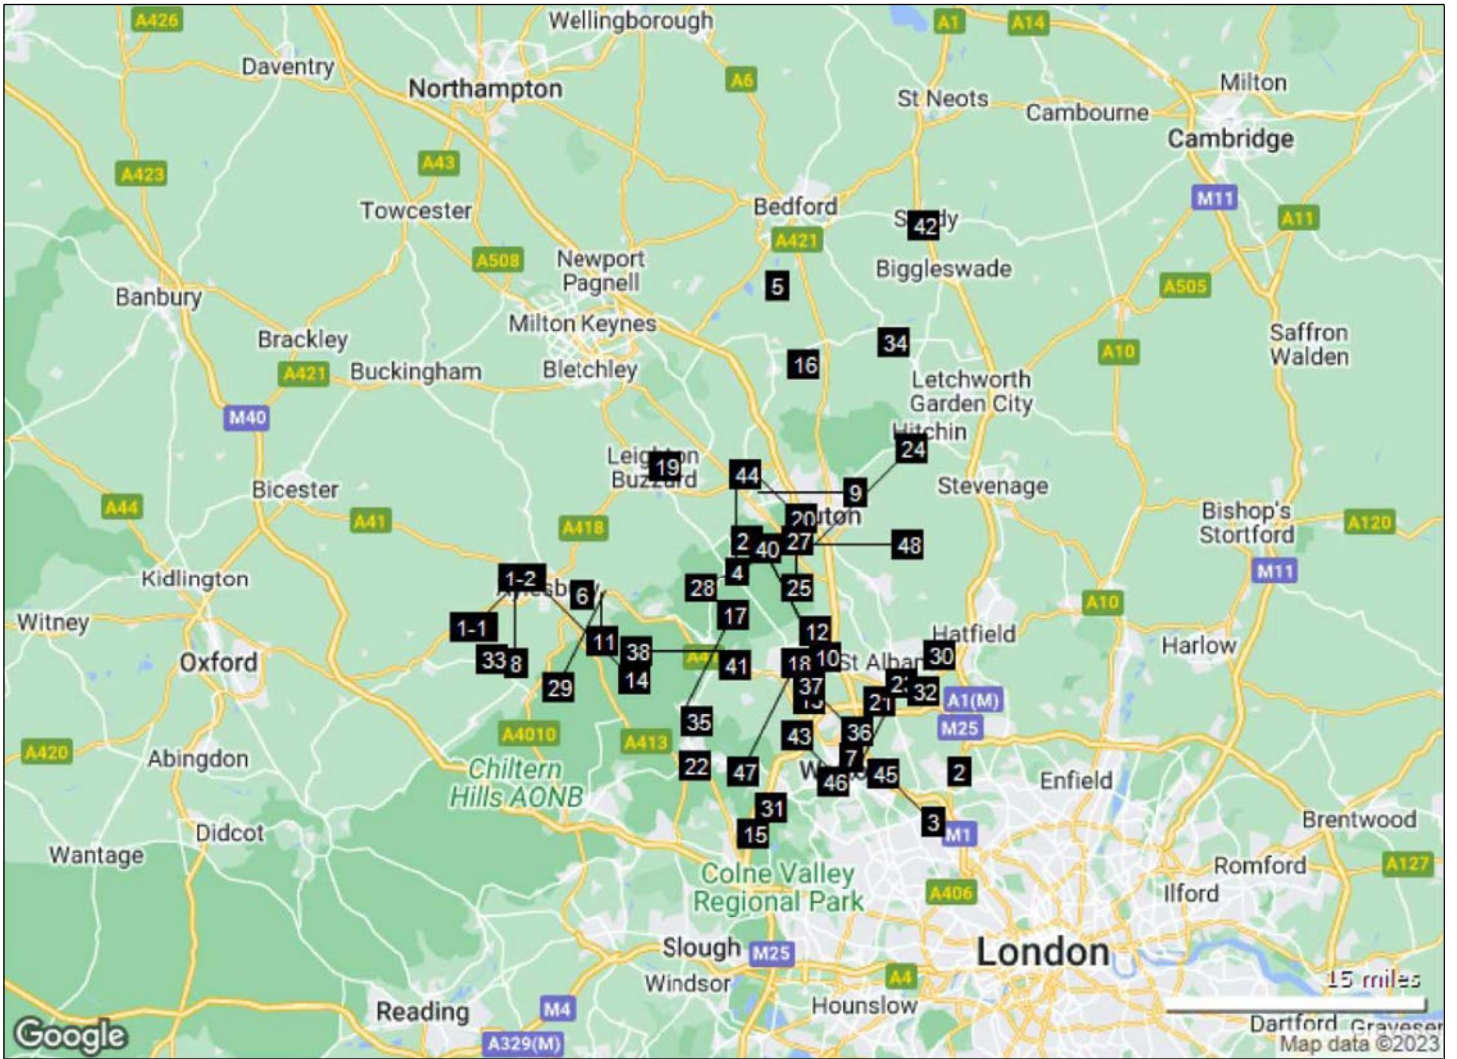 A426
Wellingborough
A1
A14
Daventry
A6
Milton
Northampton
St Neots
Cambourne
Cambridge
A43
A423
M11
Towcester
Bedford
42
A11
A421
A508
Newport
Pagnell
Biggleswade
5
A505
Banbury
Milton Keynes
Saffron
Walden
Brackley
34
A10
A421
Buckingham
Bletchley
16
Letchworth
Garden City
M40
Hitchin
24
19
Buzzard
44
Bicester
9
Stevenage
A44
A41
A418
20
Bishop's
Stortford
A120
2
40
27
48
Kidlington
1-2
4
M11
6
28
25
A10
Witney
1-1
17
12
Hatfield
Harlow
Oxford
33
8
11
38
41
18
10
30
29
14
37
32
A1(M)
21
35
M25
A420
Abingdon
A4010
A413
43
36
Chiltern
Hills AONB
22
47
7
46
45
2
Enfield
31
Didcot
15
3
M1
Brentwood
Wantage
Colne Valley
Regional Park
Romford
A127
A406
Ilford
Slough
M25
London
Windsor
A4
15 miles
Reading
M4
Hounslow
Google
A329(M)
Dartford
Map data ©2023